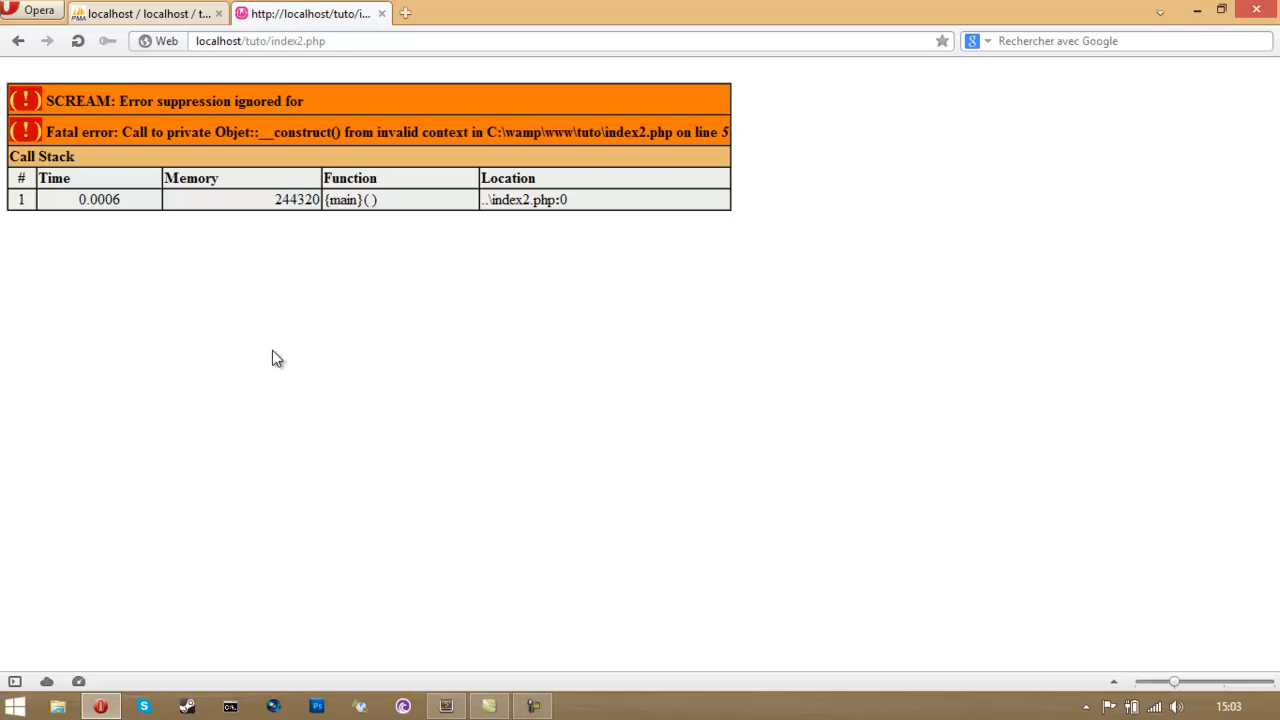 Opera
PMA localhost / localhost / t...
http://localhost/tuto/i...
Web
localhost/tuto/index2.php
Rechercher avec Google
( ! ) SCREAM: Error suppression ignored for
( ! ) Fatal error: Call to private Objet::__construct() from invalid context in C:\wamp\www\tuto\index2.php on line 5
Call Stack
# Time Memory Function Location
1 0.0006 244320 {main}( ) ..\index2.php:0
15:03